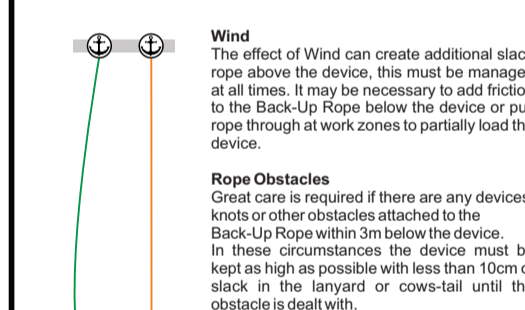 Wind
The effect of Wind can create additional slac
rope above the device, this must be manage
at all times. It may be necessary to add frictio
to the Back-Up Rope below the device or pu
rope through at work zones to partially load th
device.
Rope Obstacles
Great care is required if there are any devices
knots or other obstacles attached to the
Back-Up Rope within 3m below the device.
In these circumstances the device must b
kept as high as possible with less than 10cm o
slack in the lanyard or cows-tail until th
obstacle is dealt with.